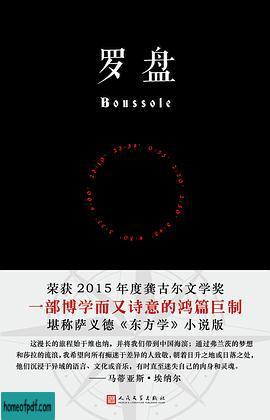 罗盘
Boussole
荣获2015年度龚古尔文学奖
一部博学而又诗意的鸿篇巨制
堪称萨义德《东方学》小说版
这漫长的旅程始于维也纳，并将我们带到中国海滨；通过弗兰茨的梦想
和莎拉的流浪，我希望向所有痴迷于差异的人致敬，朝着日升之地或日落之处，
他们沉浸于异域的语言、文化或音乐，有时直至迷失自己的肉身和灵魂。
——马蒂亚斯·埃纳尔
人民文学出版社
homeofpdf.com